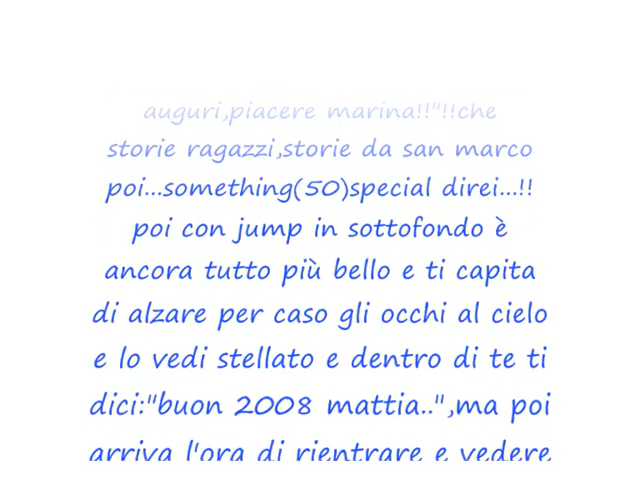 auguri,piacere marina!!"!!che
storie ragazzi,storie da san marco
poi...something(50)special direi...!!
poi con jump in sottofondo è
ancora tutto più bello e ti capita
di alzare per caso gli occhi al cielo
e lo vedi stellato e dentro di te ti
dici:"buon 2008 mattia..",ma poi
arriva l'ora di rientrare e vedere